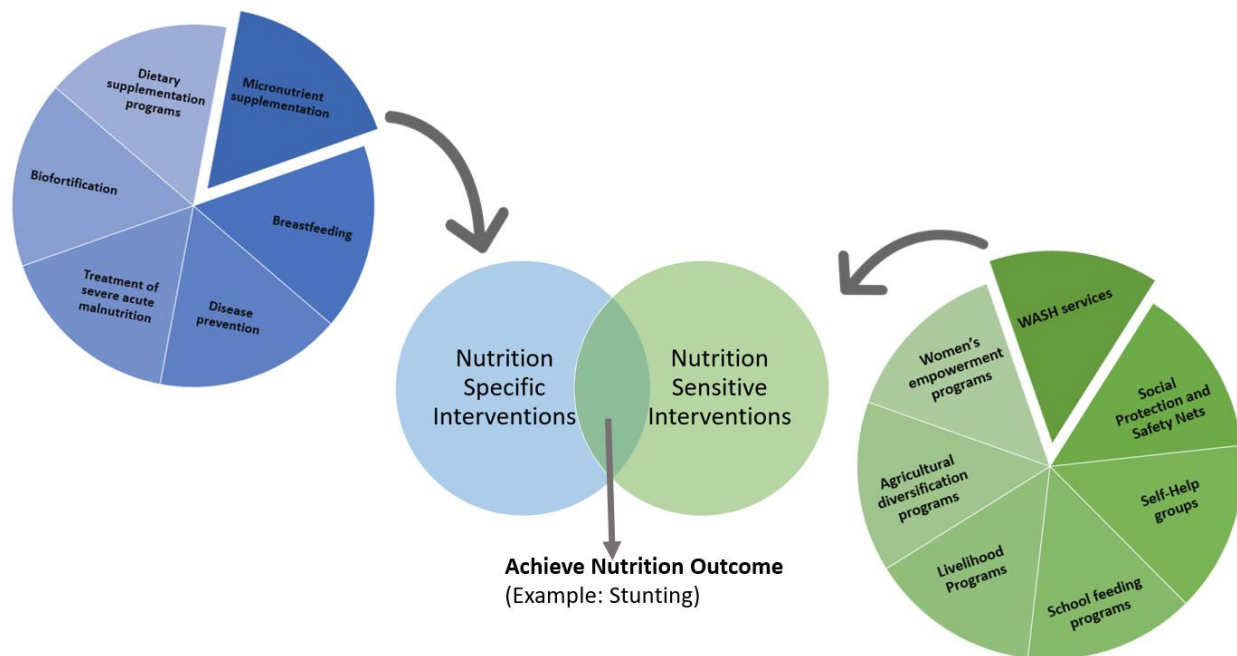 Dietary
supplementation
programs
Micronutrient
supplementation
Biofortification
Breastfeeding
Treatment of
severe acute
malnutrition
Disease
prevention
Nutrition
Specific
Interventions
Nutrition
Sensitive
Interventions
Achieve Nutrition Outcome
(Example: Stunting)
WASH services
Women's
empowerment
programs
Social
Protection and
Safety Nets
Agricultural
diversification
programs
Self-Help
groups
Livelihood
Programs
School feeding
programs